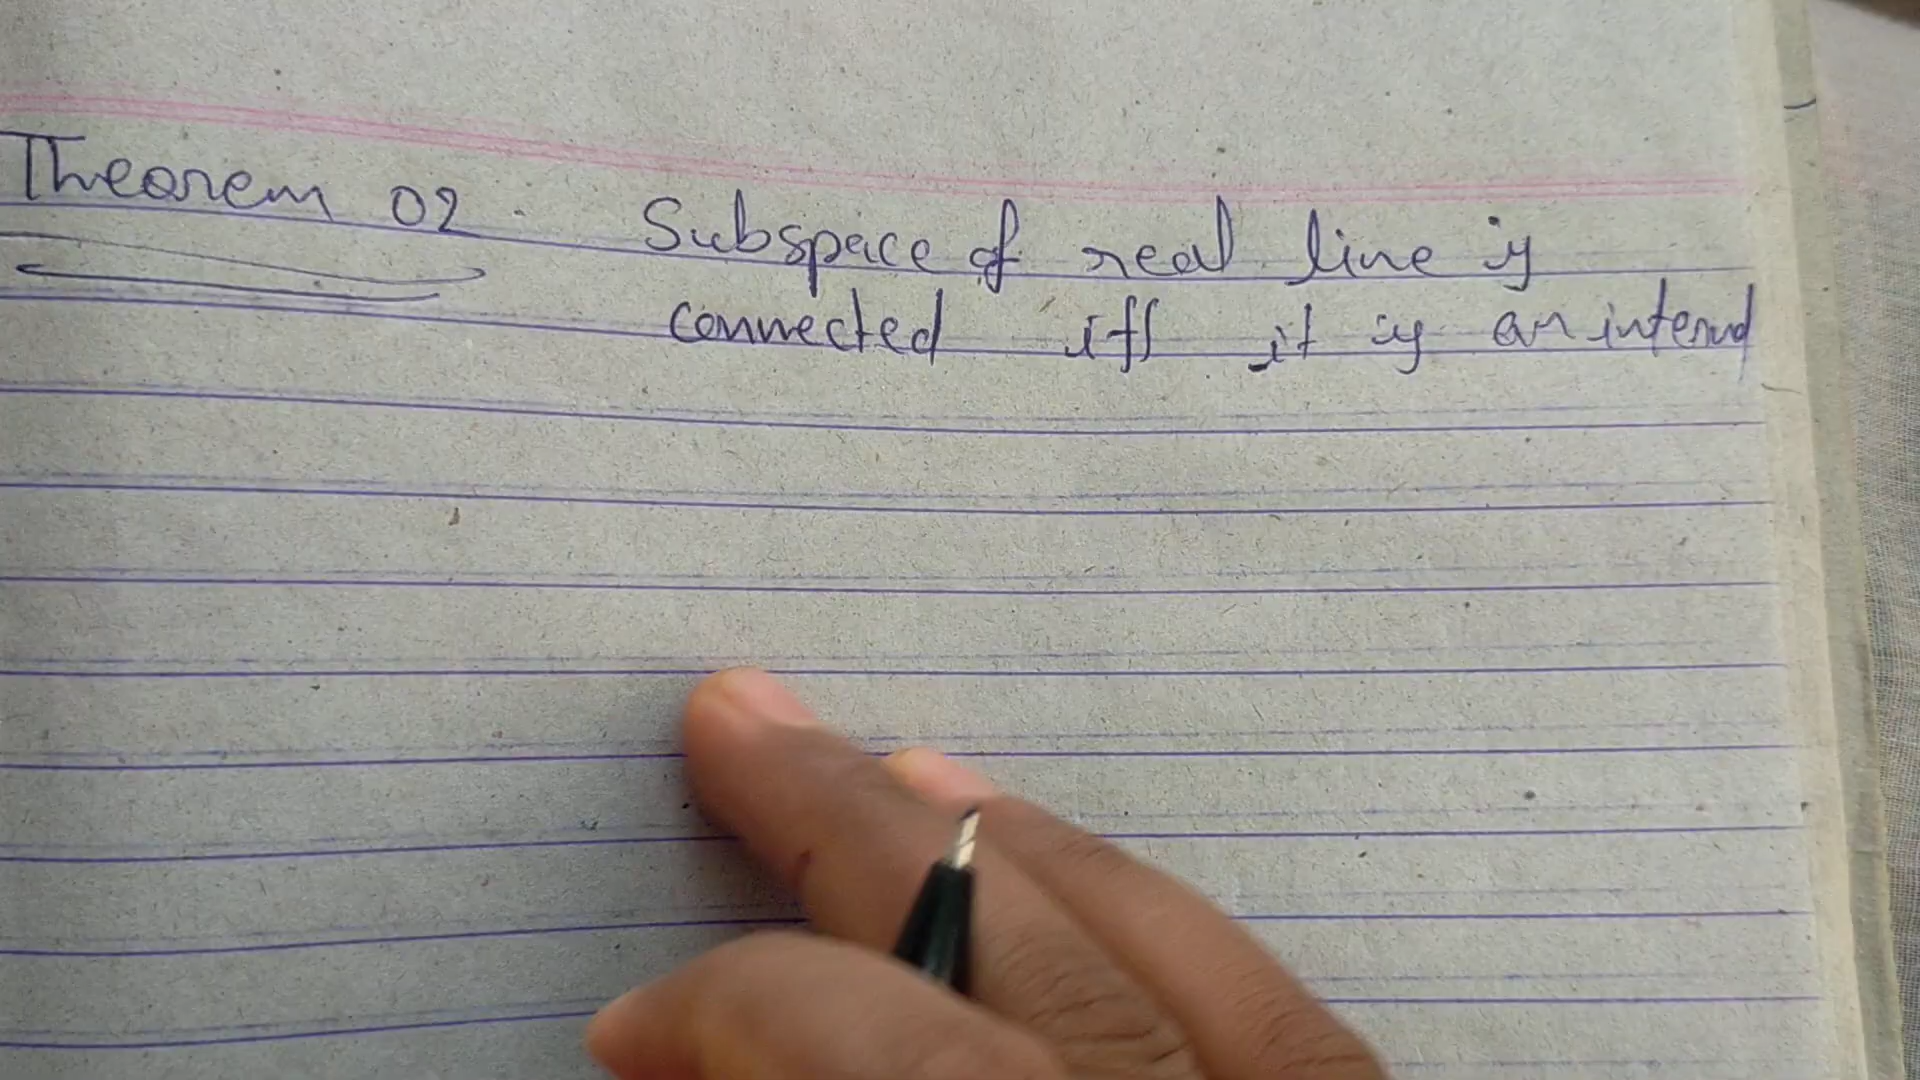 Theorem 02. Subspace of real line is
connected iff it is an interval